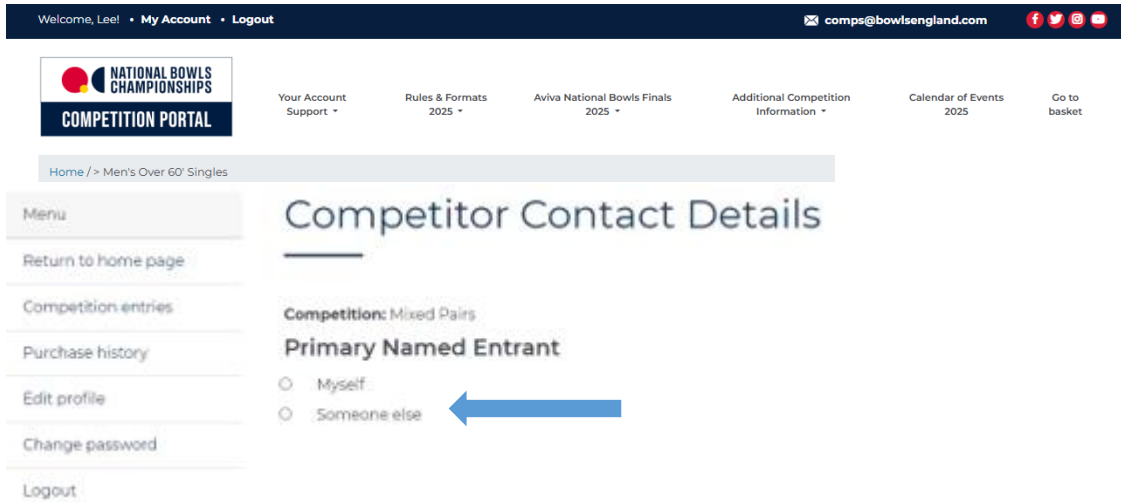 Welcome, Lee! • My Account • Logout
comps@bowlsengland.com
NATIONAL BOWLS
CHAMPIONSHIPS
COMPETITION PORTAL
Your Account
Support
Rules & Formats
2025
Aviva National Bowls Finals
2025
Additional Competition
Information
Calendar of Events
2025
Go to
basket
Home / > Men's Over 60' Singles
Menu
Return to home page
Competition entries
Purchase history
Edit profile
Change password
Logout
Competitor Contact Details
Competition: Mixed Pairs
Primary Named Entrant
Myself
Someone else